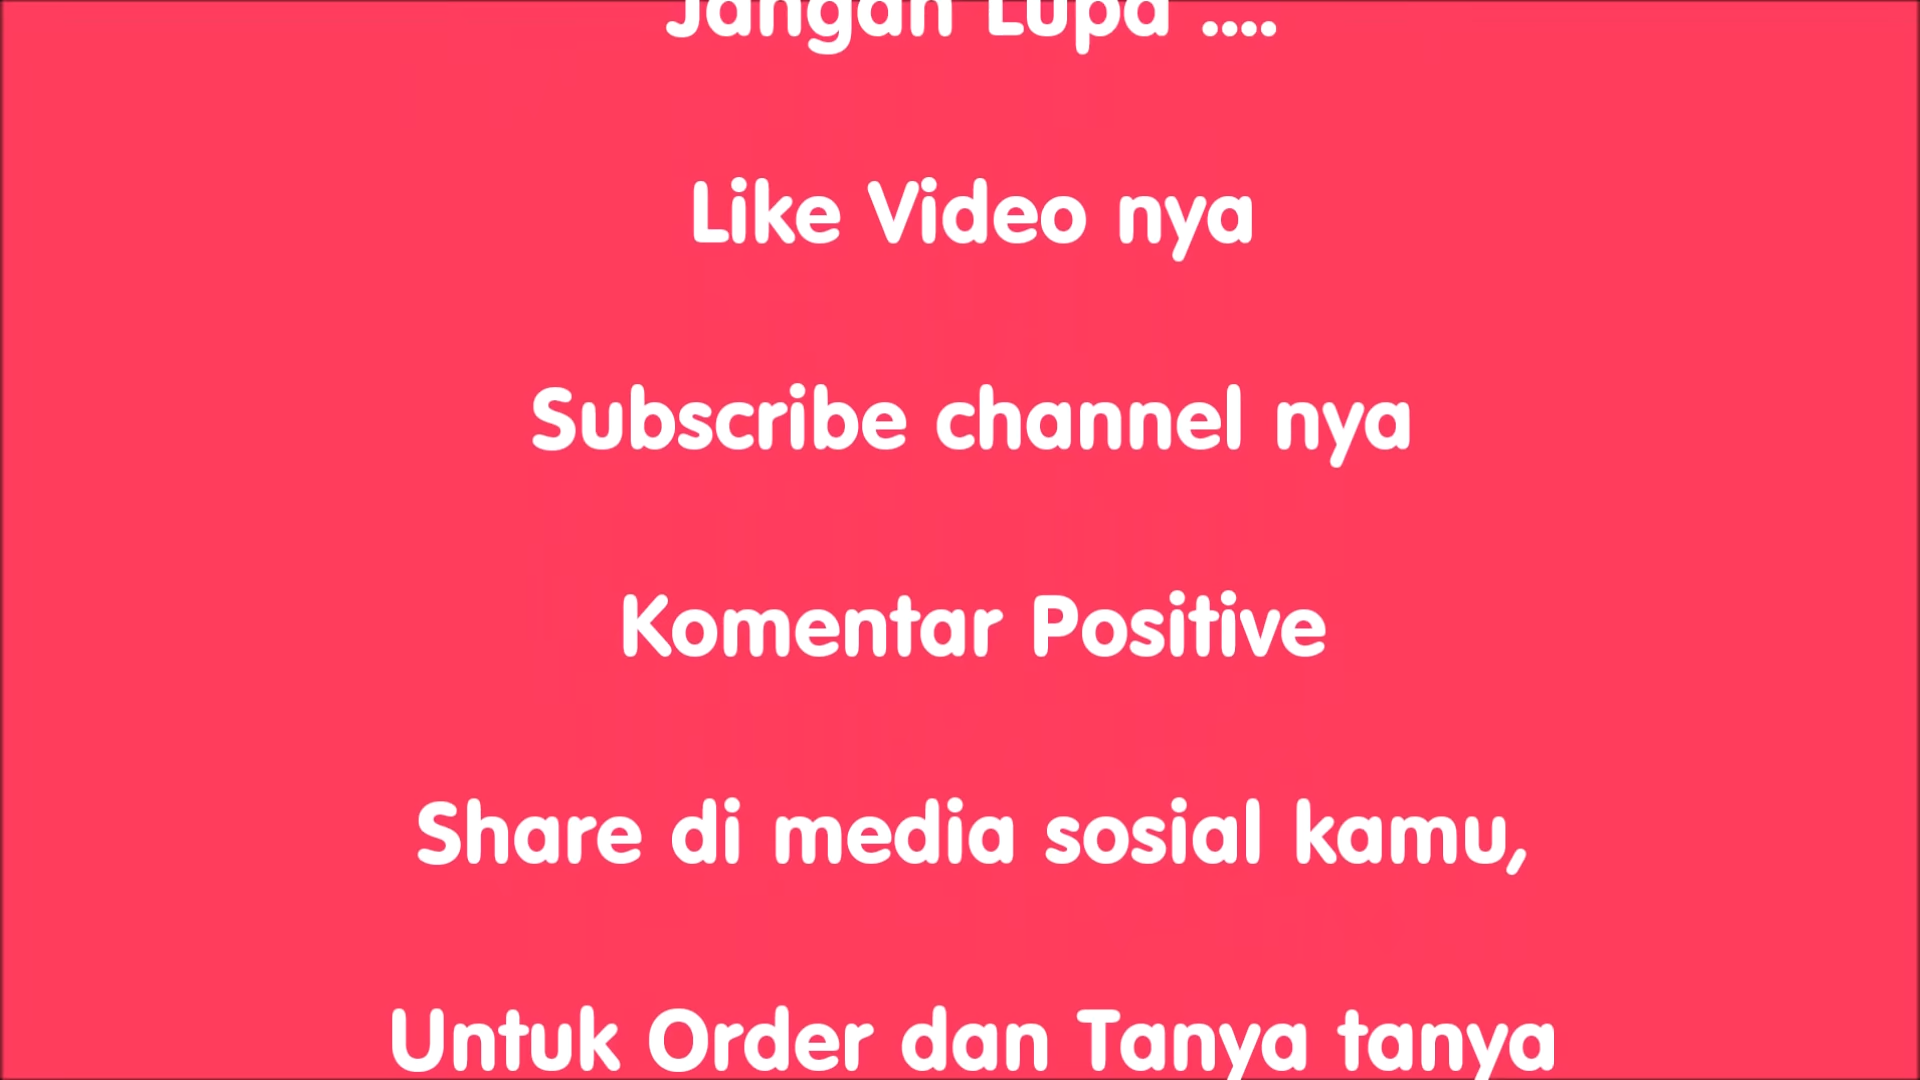 Jangan Lupa ....
Like Video nya
Subscribe channel nya
Komentar Positive
Share di media sosial kamu,
Untuk Order dan Tanya tanya